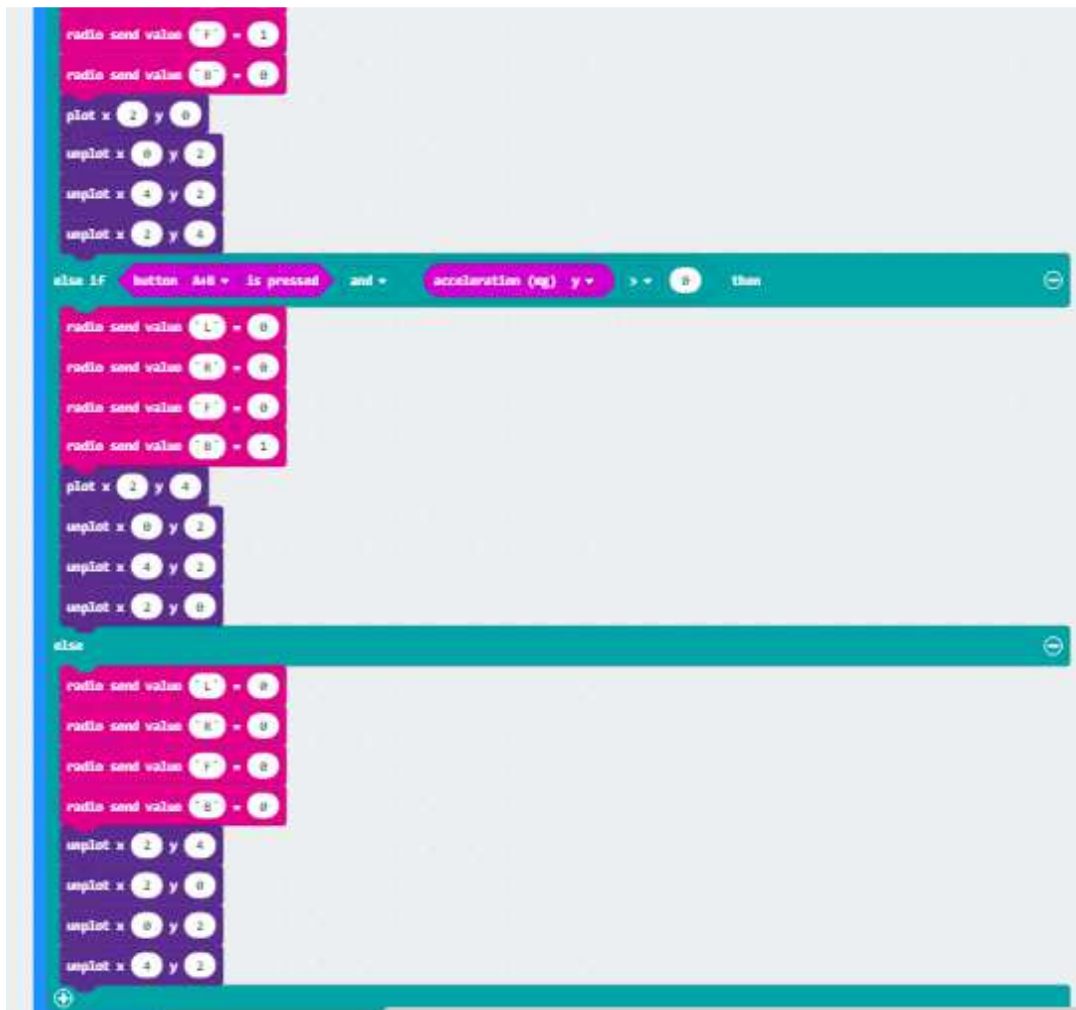 radio send value "F" = 1
radio send value "B" = 0
plot x 2 y 0
unplot x 0 y 2
unplot x 4 y 2
unplot x 2 y 4
else if button A+B is pressed and acceleration (mg) y > 0 then
radio send value "L" = 0
radio send value "R" = 0
radio send value "F" = 0
radio send value "B" = 1
plot x 2 y 4
unplot x 0 y 2
unplot x 4 y 2
unplot x 2 y 0
else
radio send value "L" = 0
radio send value "R" = 0
radio send value "F" = 0
radio send value "B" = 0
unplot x 2 y 4
unplot x 2 y 0
unplot x 0 y 2
unplot x 4 y 2